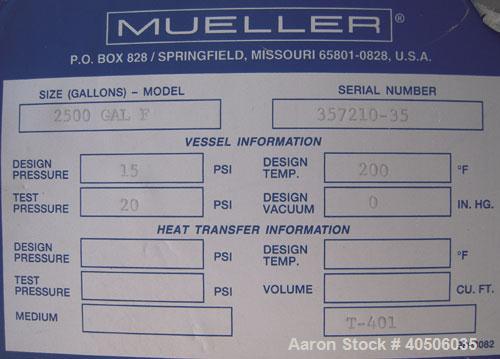 MUELLER®
P.O. BOX 828 / SPRINGFIELD, MISSOURI 65801-0828, U.S.A.
SIZE (GALLONS) – MODEL SERIAL NUMBER
2500 GAL F 357210-35
VESSEL INFORMATION
DESIGN PRESSURE 15 PSI DESIGN TEMP. 200 °F
TEST PRESSURE 20 PSI DESIGN VACUUM 0 IN. HG.
HEAT TRANSFER INFORMATION
DESIGN PRESSURE PSI DESIGN TEMP. °F
TEST PRESSURE PSI VOLUME CU. FT.
MEDIUM T-401
Aaron Stock # 40506035